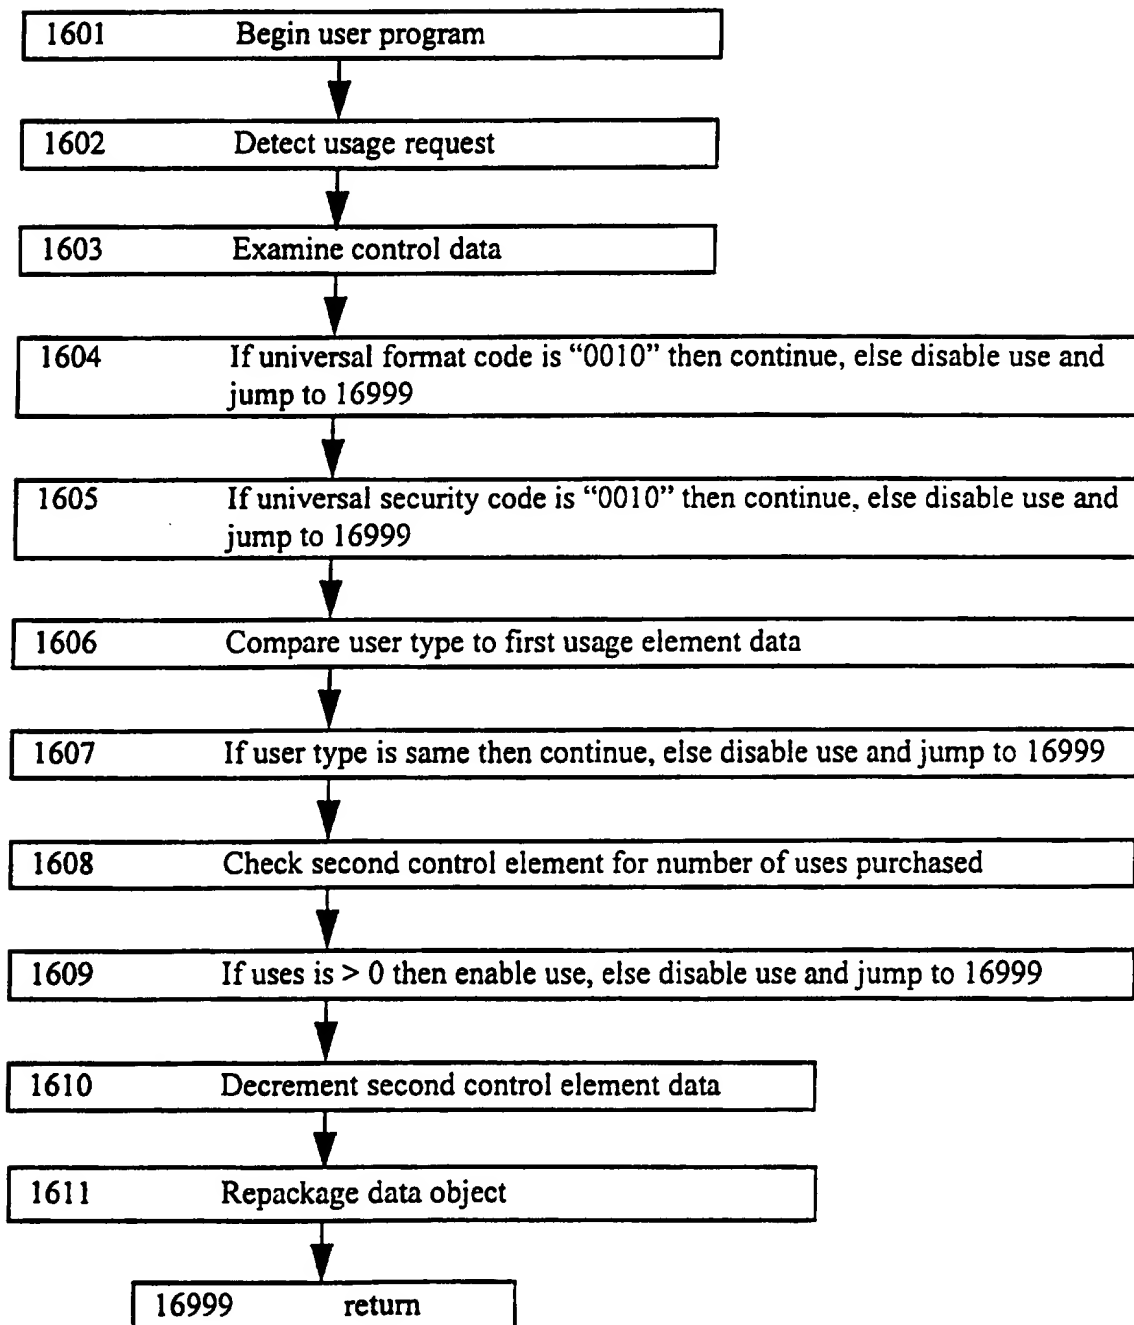 1601 Begin user program
1602 Detect usage request
1603 Examine control data
1604 If universal format code is “0010” then continue, else disable use and
jump to 16999
1605 If universal security code is “0010” then continue, else disable use and
jump to 16999
1606 Compare user type to first usage element data
1607 If user type is same then continue, else disable use and jump to 16999
1608 Check second control element for number of uses purchased
1609 If uses is > 0 then enable use, else disable use and jump to 16999
1610 Decrement second control element data
1611 Repackage data object
16999 return